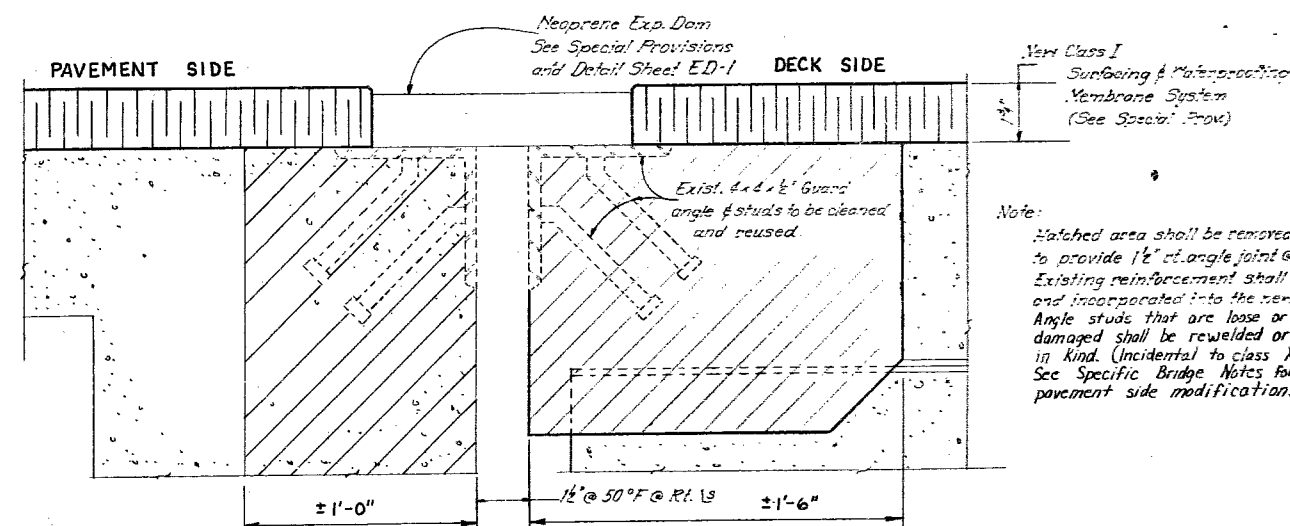 Neoprene Exp. Dam
See Special Provisions
and Detail Sheet ED-1
PAVEMENT SIDE
DECK SIDE
New Class I
Surfacing & Waterproofing
Membrane System
(See Special Prov.)
1¾"
Exist. 4x4x½" Guard
angle & studs to be cleaned
and reused.
Note:
Hatched area shall be removed
to provide 1½" rt. angle joint @
Existing reinforcement shall
and incorporated into the new
Angle studs that are loose or
damaged shall be rewelded or
in kind. (Incidental to class
See Specific Bridge Notes for
pavement side modification
±1'-0"
1½" @ 50°F @ Rt. ∠s
±1'-6"